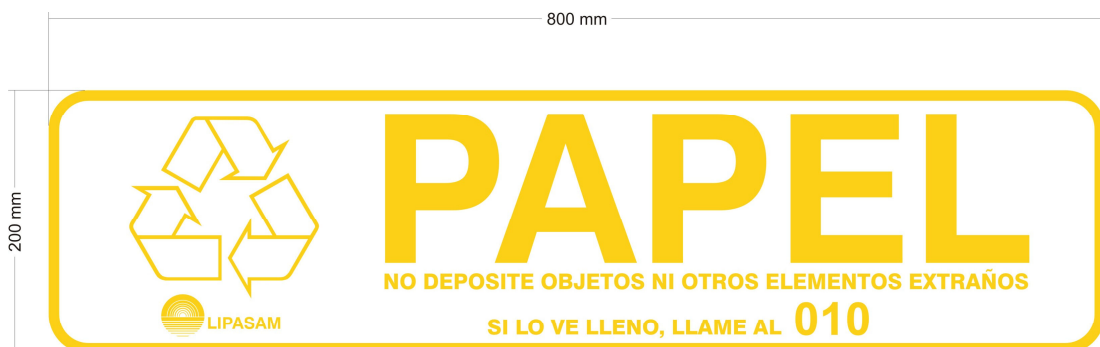 800 mm
200 mm
PAPEL
NO DEPOSITE OBJETOS NI OTROS ELEMENTOS EXTRAÑOS
LIPASAM
SI LO VE LLENO, LLAME AL 010